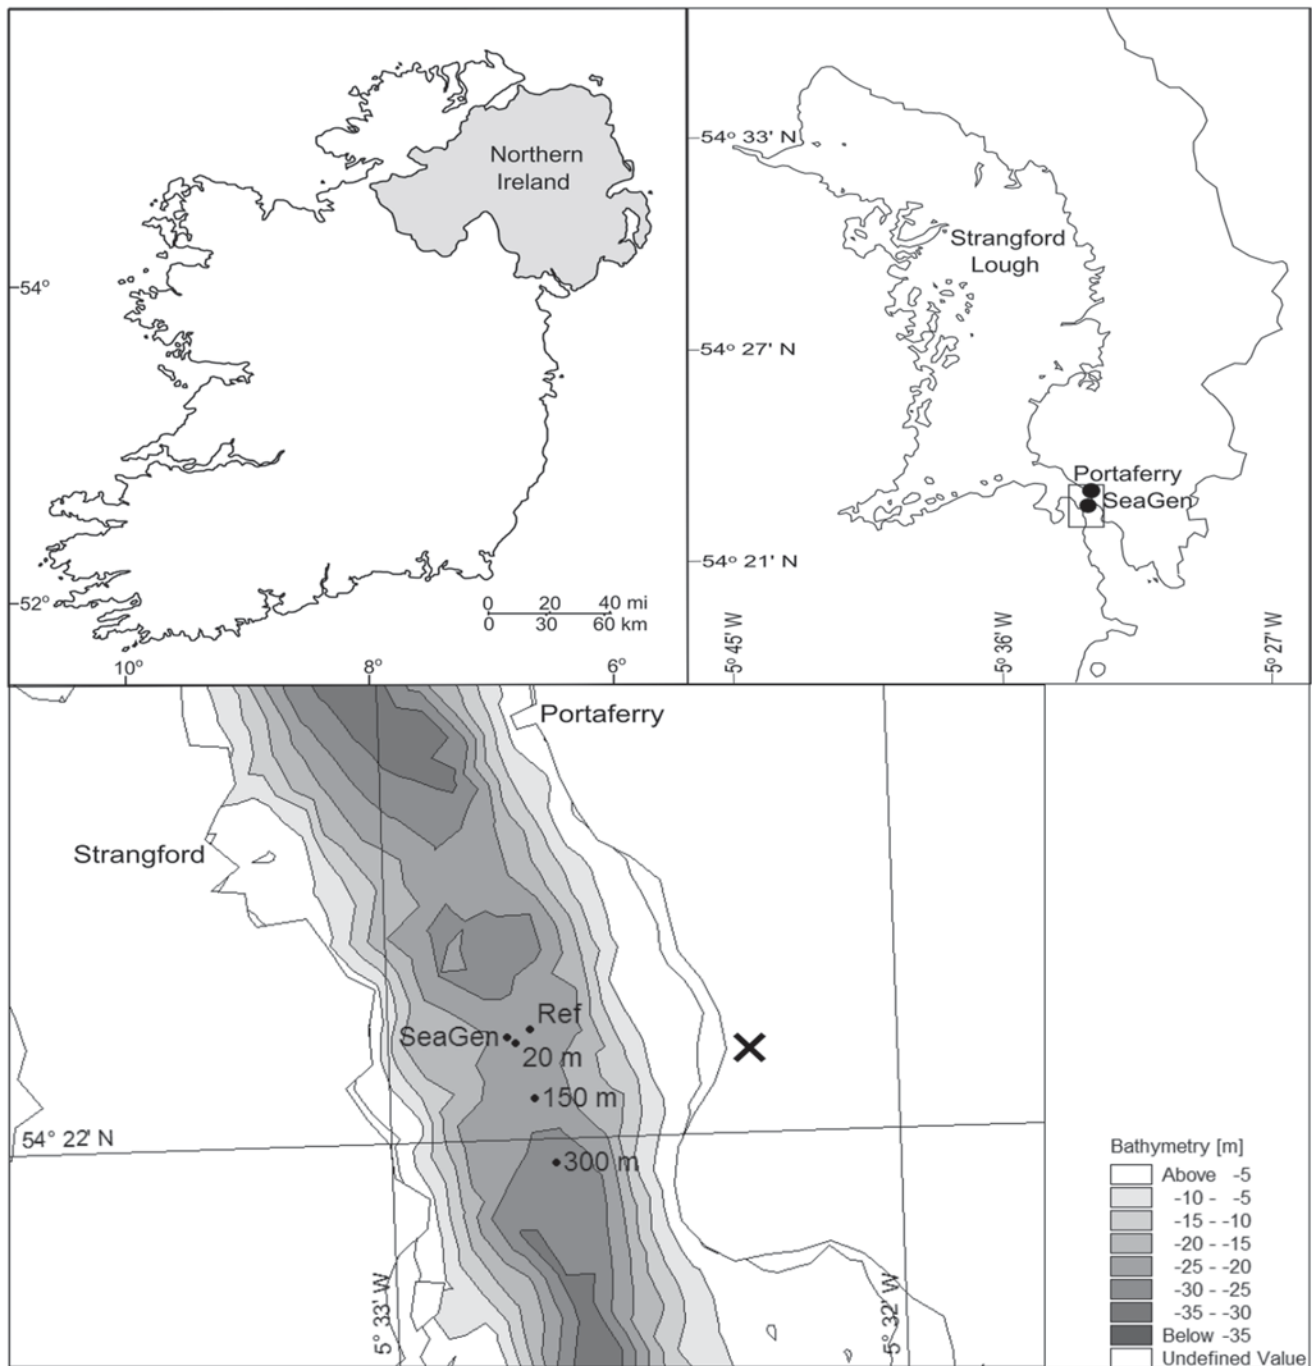 Northern
Ireland
54°
52°
0 20 40 mi
0 30 60 km
10° 8° 6°
54° 33' N
Strangford
Lough
54° 27' N
Portaferry
SeaGen
54° 21' N
5° 45' W
5° 36' W
5° 27' W
Portaferry
Strangford
Ref
SeaGen
20 m
150 m
54° 22' N
300 m
5° 33' W
5° 32' W
Bathymetry [m]
Above -5
-10 - -5
-15 - -10
-20 - -15
-25 - -20
-30 - -25
-35 - -30
Below -35
Undefined Value